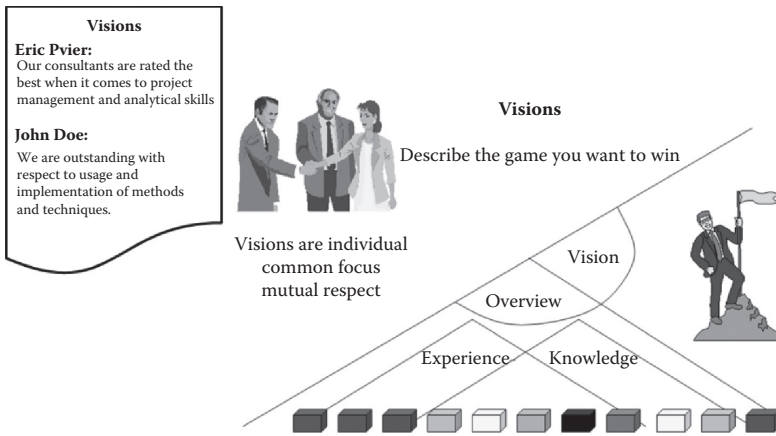 Visions
Eric Pvier:
Our consultants are rated the
best when it comes to project
management and analytical skills
John Doe:
We are outstanding with
respect to usage and
implementation of methods
and techniques.
Visions are individual
common focus
mutual respect
Visions
Describe the game you want to win
Vision
Overview
Experience
Knowledge